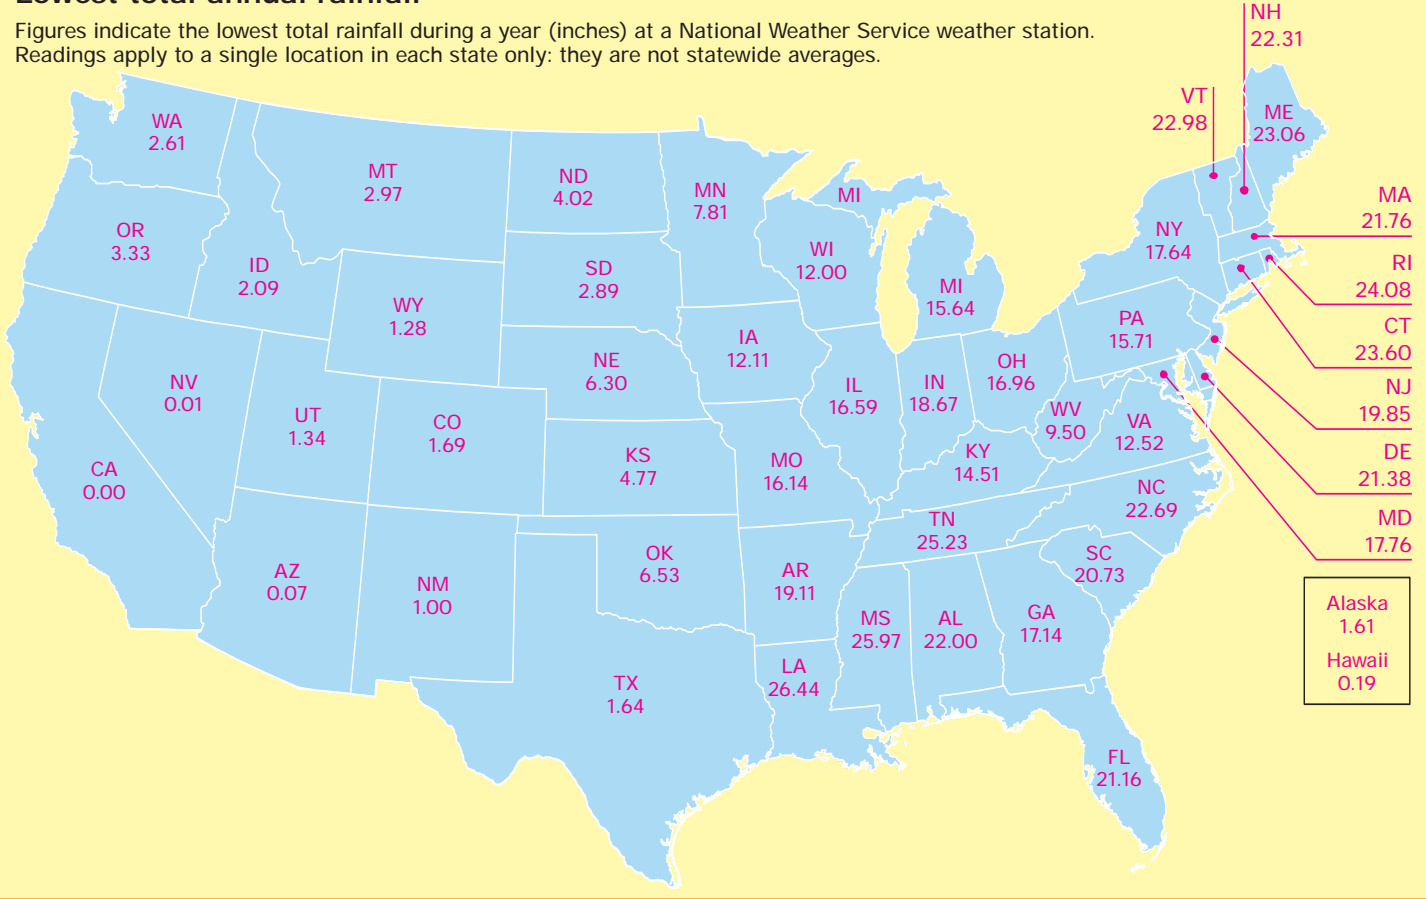 Lowest total annual rainfall
Figures indicate the lowest total rainfall during a year (inches) at a National Weather Service weather station.
Readings apply to a single location in each state only: they are not statewide averages.
NH
22.31
VT
22.98
ME
23.06
WA
2.61
MT
2.97
ND
4.02
MN
7.81
MI
MA
21.76
OR
3.33
ID
2.09
SD
2.89
WI
12.00
NY
17.64
RI
24.08
WY
1.28
MI
15.64
PA
15.71
CT
23.60
NV
0.01
UT
1.34
CO
1.69
NE
6.30
IA
12.11
IL
16.59
IN
18.67
OH
16.96
WV
9.50
VA
12.52
NJ
19.85
CA
0.00
KS
4.77
MO
16.14
KY
14.51
DE
21.38
NC
22.69
MD
17.76
TN
25.23
AZ
0.07
NM
1.00
OK
6.53
AR
19.11
SC
20.73
MS
25.97
AL
22.00
GA
17.14
Alaska
1.61
Hawaii
0.19
TX
1.64
LA
26.44
FL
21.16